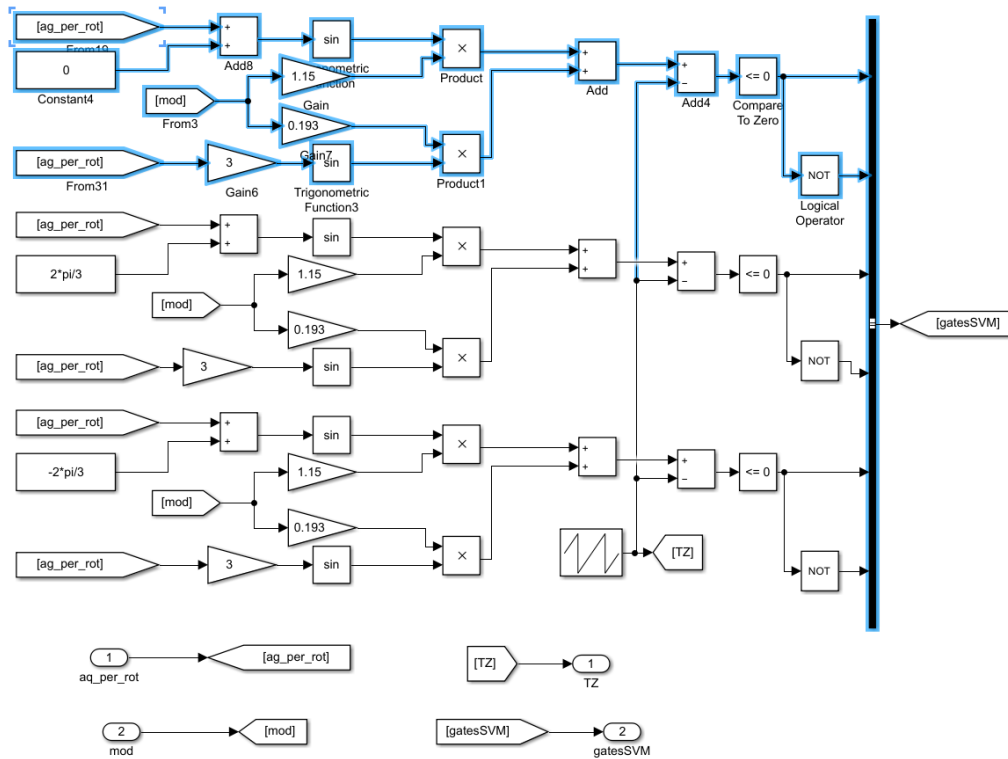 [ag_per_rot]
From19
0
Constant4
+
+
Add8
sin
Trigonometric
Function
1.15
Gain
×
Product
[mod]
From3
0.193
Gain7
×
Product1
[ag_per_rot]
From31
3
Gain6
sin
Trigonometric
Function3
+
+
Add
+
−
Add4
<= 0
Compare
To Zero
NOT
Logical
Operator
[ag_per_rot]
2*pi/3
+
+
sin
1.15
×
[mod]
0.193
×
[ag_per_rot]
3
sin
+
+
+
−
<= 0
NOT
[gatesSVM]
[ag_per_rot]
-2*pi/3
+
+
sin
1.15
×
[mod]
0.193
×
[ag_per_rot]
3
sin
+
+
+
−
<= 0
NOT
[TZ]
1
aq_per_rot
[ag_per_rot]
[TZ]
1
TZ
2
mod
[mod]
[gatesSVM]
2
gatesSVM